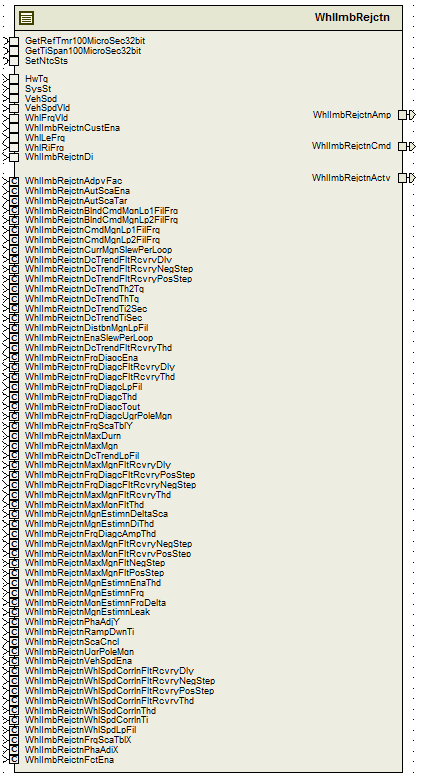 WhlImbRejctn
GetRefTmr100MicroSec32bit
GetTiSpan100MicroSec32bit
SetNtcSts
HwTq
SysSt
VehSpd
VehSpdVld
WhlFrqVld
WhlImbRejctnCustEna
WhlLeFrq
WhlRiFrq
WhlImbRejctnDi
WhlImbRejctnAmp
WhlImbRejctnCmd
WhlImbRejctnActv
WhlImbRejctnAdpvFac
WhlImbRejctnAutScaEna
WhlImbRejctnAutScaTar
WhlImbRejctnBlndCmdMgnLp1FilFrq
WhlImbRejctnBlndCmdMgnLp2FilFrq
WhlImbRejctnCmdMgnLp1FilFrq
WhlImbRejctnCmdMgnLp2FilFrq
WhlImbRejctnCurrMgnSlewPerLoop
WhlImbRejctnDcTrendFltRcvryDly
WhlImbRejctnDcTrendFltRcvryNegStep
WhlImbRejctnDcTrendFltRcvryPosStep
WhlImbRejctnDcTrendTh2Tq
WhlImbRejctnDcTrendThTq
WhlImbRejctnDcTrendTi2Sec
WhlImbRejctnDcTrendTiSec
WhlImbRejctnDistbnMgnLpFil
WhlImbRejctnEnaSlewPerLoop
WhlImbRejctnDcTrendFltRcvryThd
WhlImbRejctnFrqDiagcEna
WhlImbRejctnFrqDiagcFltRcvryDly
WhlImbRejctnFrqDiagcFltRcvryThd
WhlImbRejctnFrqDiagcLpFil
WhlImbRejctnFrqDiagcThd
WhlImbRejctnFrqDiagcTout
WhlImbRejctnFrqDiagcUgrPoleMgn
WhlImbRejctnFrqScaTblY
WhlImbRejctnMaxDurn
WhlImbRejctnMaxMgn
WhlImbRejctnDcTrendLpFil
WhlImbRejctnMaxMgnFltRcvryDly
WhlImbRejctnFrqDiagcFltRcvryPosStep
WhlImbRejctnFrqDiagcFltRcvryNegStep
WhlImbRejctnMaxMgnFltRcvryThd
WhlImbRejctnMaxMgnFltThd
WhlImbRejctnMgnEstimnDeltaSca
WhlImbRejctnMgnEstimnDiThd
WhlImbRejctnFrqDiagcAmpThd
WhlImbRejctnMaxMgnFltRcvryNegStep
WhlImbRejctnMaxMgnFltRcvryPosStep
WhlImbRejctnMaxMgnFltNegStep
WhlImbRejctnMaxMgnFltPosStep
WhlImbRejctnMgnEstimnEnaThd
WhlImbRejctnMgnEstimnFrq
WhlImbRejctnMgnEstimnFrqDelta
WhlImbRejctnMgnEstimnLeak
WhlImbRejctnPhaAdjY
WhlImbRejctnRampDwnTi
WhlImbRejctnScaCncl
WhlImbRejctnUgrPoleMgn
WhlImbRejctnVehSpdEna
WhlImbRejctnWhlSpdCorrlnFltRcvryDly
WhlImbRejctnWhlSpdCorrlnFltRcvryNegStep
WhlImbRejctnWhlSpdCorrlnFltRcvryPosStep
WhlImbRejctnWhlSpdCorrlnFltRcvryThd
WhlImbRejctnWhlSpdCorrlnThd
WhlImbRejctnWhlSpdCorrlnTi
WhlImbRejctnWhlSpdLpFil
WhlImbRejctnFrqScaTblX
WhlImbRejctnPhaAdjX
WhlImbRejctnFctEna